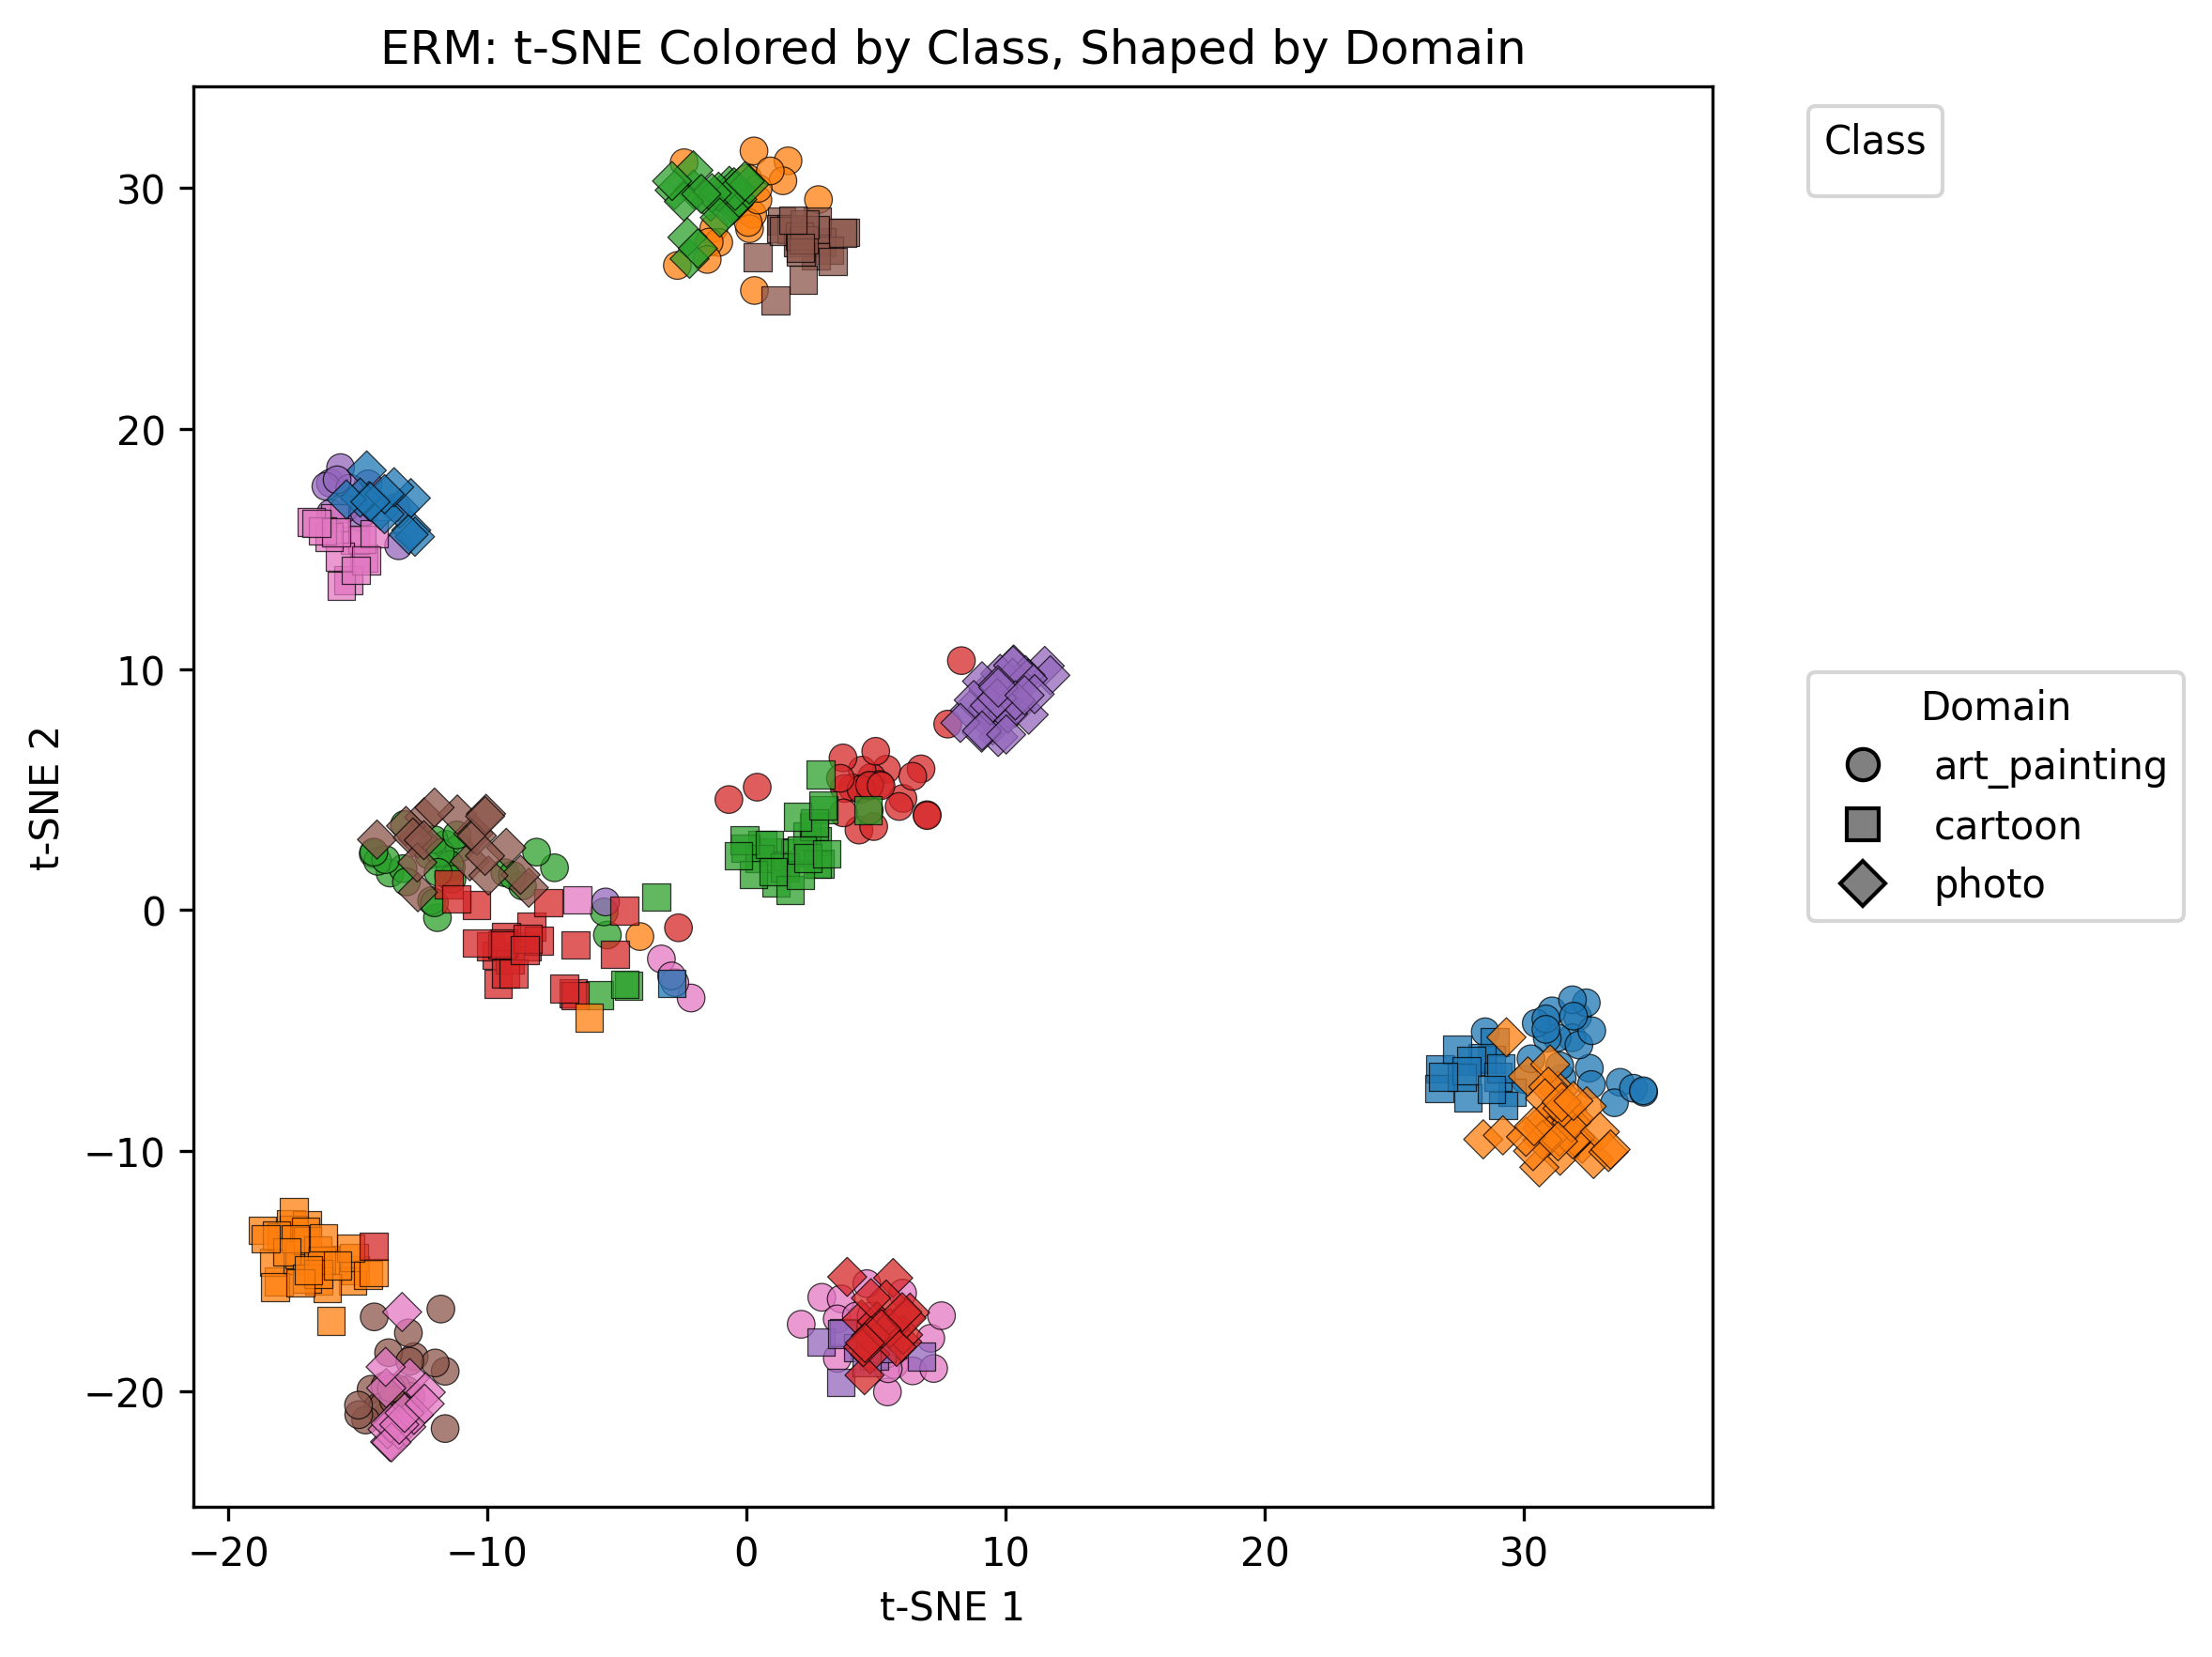 ERM: t-SNE Colored by Class, Shaped by Domain
Class
30
20
10
0
−10
−20
t-SNE 2
Domain
art_painting
cartoon
photo
−20
−10
0
10
20
30
t-SNE 1